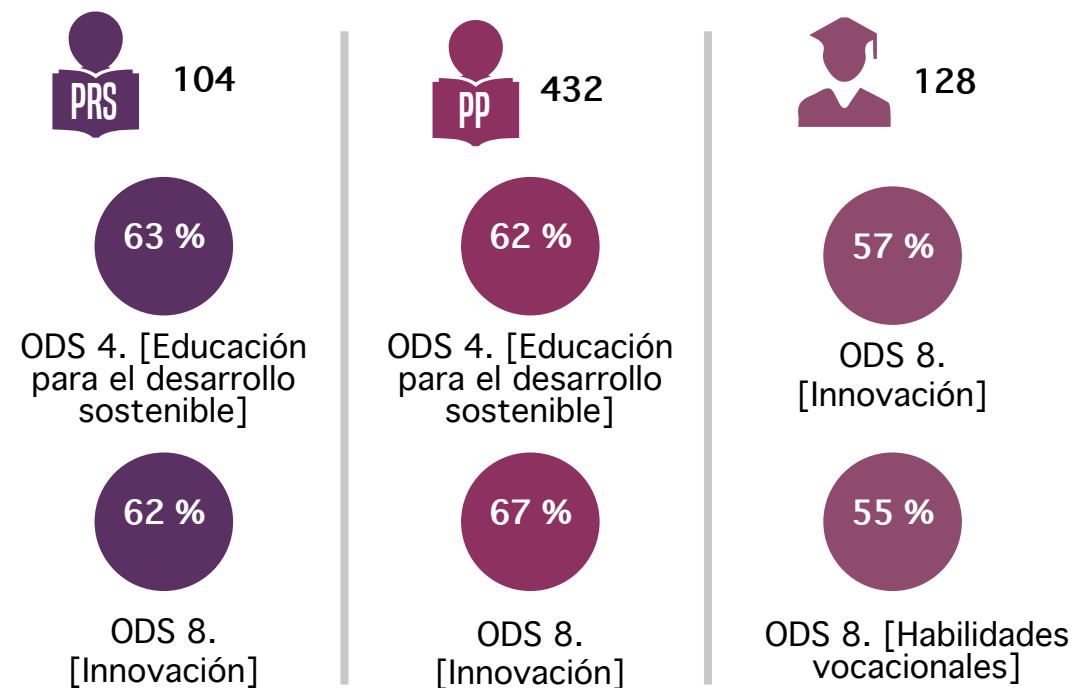 PRS
104
63 %
ODS 4. [Educación
para el desarrollo
sostenible]
62 %
ODS 8.
[Innovación]
PP
432
62 %
ODS 4. [Educación
para el desarrollo
sostenible]
67 %
ODS 8.
[Innovación]
128
57 %
ODS 8.
[Innovación]
55 %
ODS 8. [Habilidades
vocacionales]